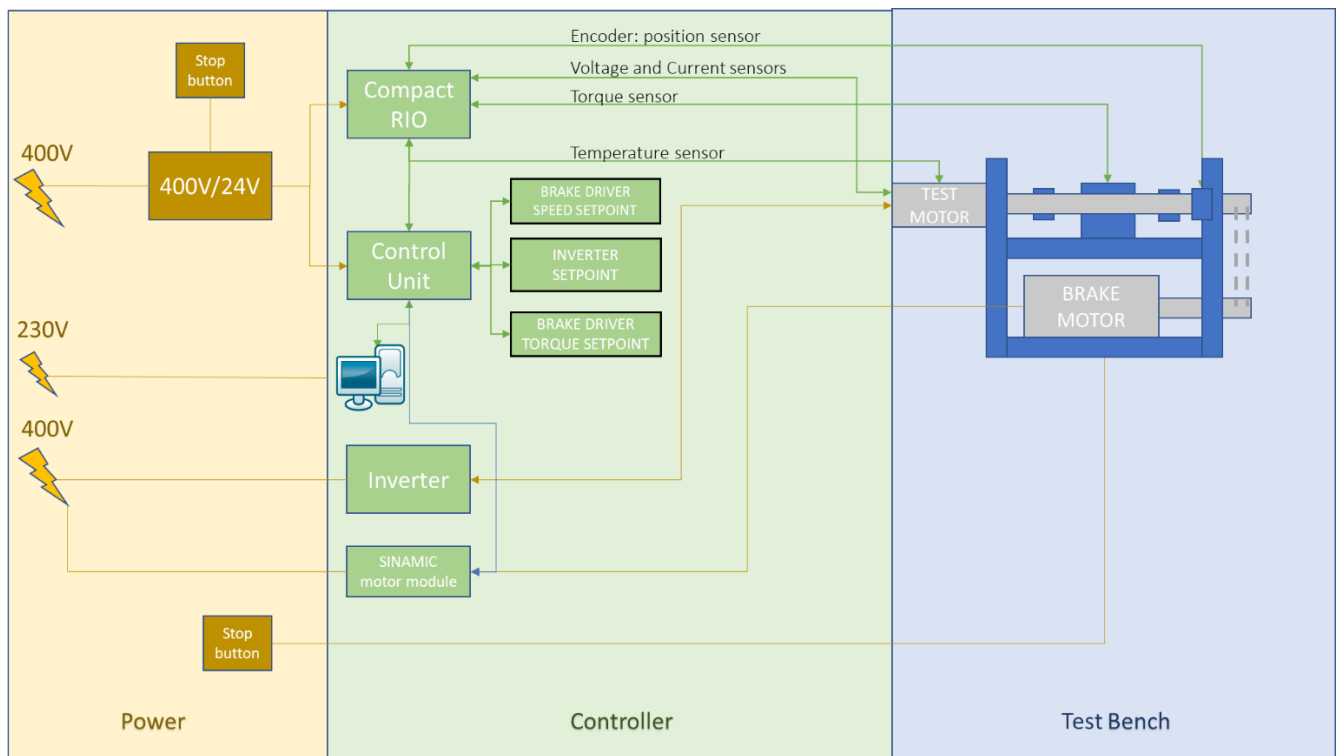 Stop
button
400V
400V/24V
230V
400V
Stop
button
Power
Encoder: position sensor
Voltage and Current sensors
Torque sensor
Temperature sensor
Compact
RIO
Control
Unit
BRAKE DRIVER
SPEED SETPOINT
INVERTER
SETPOINT
BRAKE DRIVER
TORQUE SETPOINT
Inverter
SINAMIC
motor module
Controller
TEST
MOTOR
BRAKE
MOTOR
Test Bench